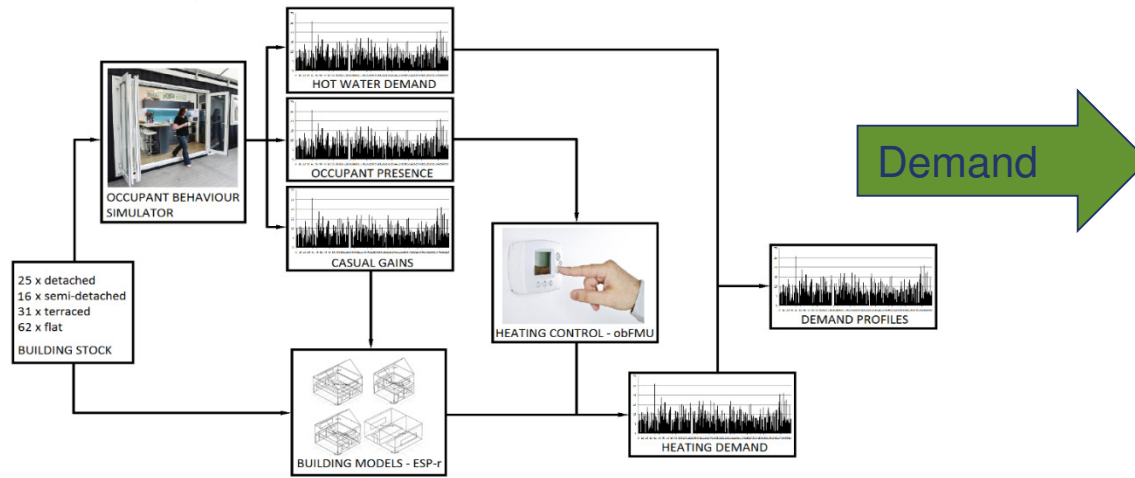 HOT WATER DEMAND
OCCUPANT PRESENCE
CASUAL GAINS
OCCUPANT BEHAVIOUR
SIMULATOR
25 x detached
16 x semi-detached
31 x terraced
62 x flat
BUILDING STOCK
HEATING CONTROL - obFMU
BUILDING MODELS - ESP-r
HEATING DEMAND
DEMAND PROFILES
Demand